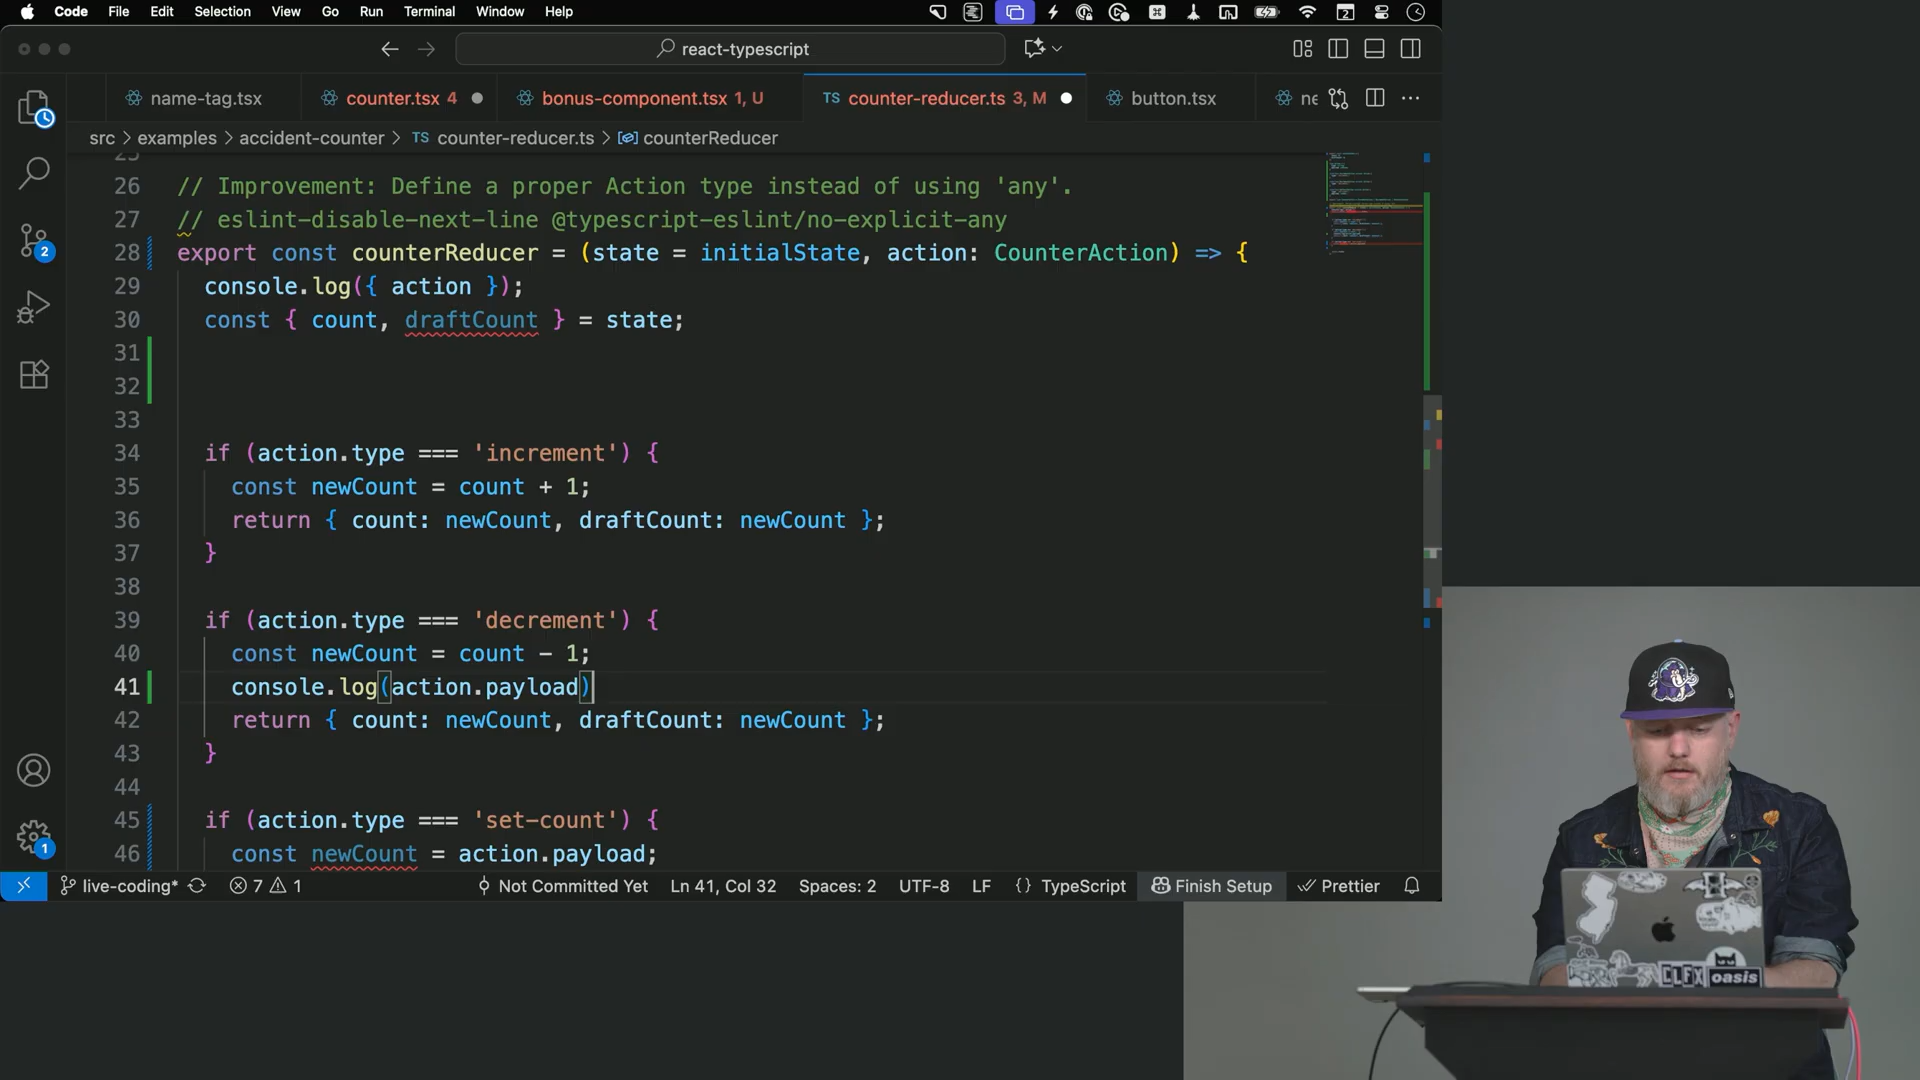 Code File Edit Selection View Go Run Terminal Window Help
2
react-typescript
name-tag.tsx
counter.tsx 4
bonus-component.tsx 1, U
TS counter-reducer.ts 3, M
button.tsx
ne
src > examples > accident-counter > TS counter-reducer.ts > counterReducer
25
26 // Improvement: Define a proper Action type instead of using 'any'.
27 // eslint-disable-next-line @typescript-eslint/no-explicit-any
28 export const counterReducer = (state = initialState, action: CounterAction) => {
29 console.log({ action });
30 const { count, draftCount } = state;
31
32
33
34 if (action.type === 'increment') {
35 const newCount = count + 1;
36 return { count: newCount, draftCount: newCount };
37 }
38
39 if (action.type === 'decrement') {
40 const newCount = count - 1;
41 console.log(action.payload)
42 return { count: newCount, draftCount: newCount };
43 }
44
45 if (action.type === 'set-count') {
46 const newCount = action.payload;
2
1
live-coding* 7 1 Not Committed Yet Ln 41, Col 32 Spaces: 2 UTF-8 LF {} TypeScript Finish Setup Prettier
CLFX oasis